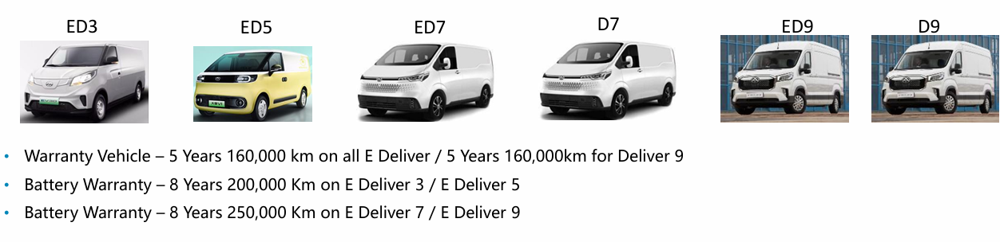 ED3
ED5
ED7
D7
ED9
D9
Warranty Vehicle – 5 Years 160,000 km on all E Deliver / 5 Years 160,000km for Deliver 9
Battery Warranty – 8 Years 200,000 Km on E Deliver 3 / E Deliver 5
Battery Warranty – 8 Years 250,000 Km on E Deliver 7 / E Deliver 9